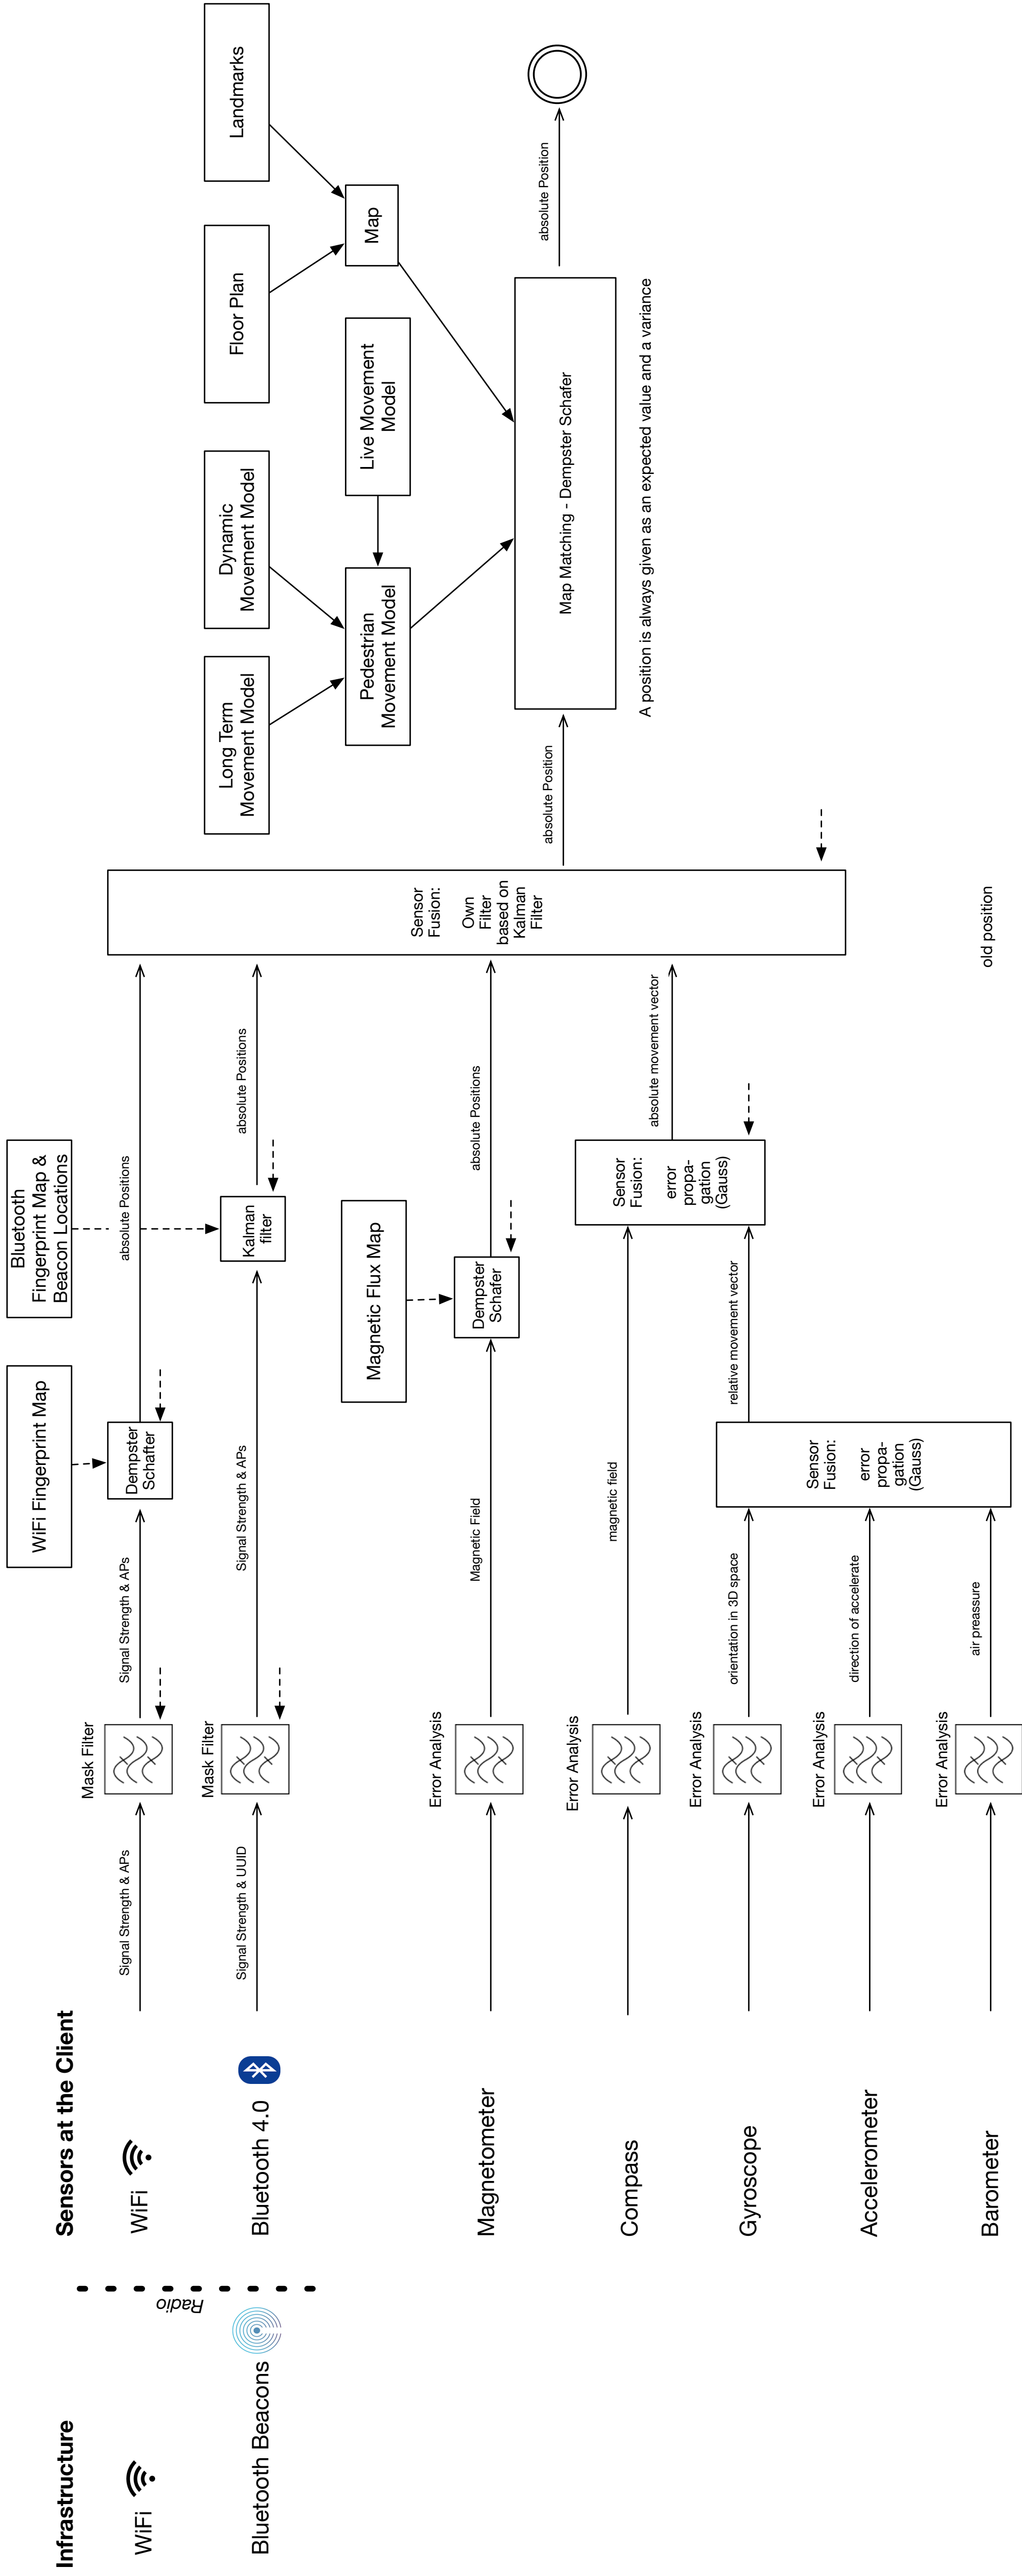 Infrastructure
WiFi
Bluetooth Beacons
Radio
Sensors at the Client
WiFi
Bluetooth 4.0
Magnetometer
Compass
Gyroscope
Accelerometer
Barometer
Signal Strength & APs
Signal Strength & UUID
Mask Filter
Mask Filter
Error Analysis
Error Analysis
Error Analysis
Error Analysis
Error Analysis
Signal Strength & APs
Signal Strength & APs
Magnetic Field
magnetic field
orientation in 3D space
direction of accelerate
air preassure
WiFi Fingerprint Map
Dempster
Schafter
Bluetooth
Fingerprint Map &
Beacon Locations
Kalman
filter
Magnetic Flux Map
Dempster
Schafer
Sensor
Fusion:
error
propa-
gation
(Gauss)
relative movement vector
Sensor
Fusion:
error
propa-
gation
(Gauss)
absolute Positions
absolute Positions
absolute Positions
absolute movement vector
Sensor
Fusion:
Own
Filter
based on
Kalman
Filter
old position
absolute Position
Long Term
Movement Model
Dynamic
Movement Model
Floor Plan
Landmarks
Pedestrian
Movement Model
Live Movement
Model
Map
Map Matching - Dempster Schafer
A position is always given as an expected value and a variance
absolute Position